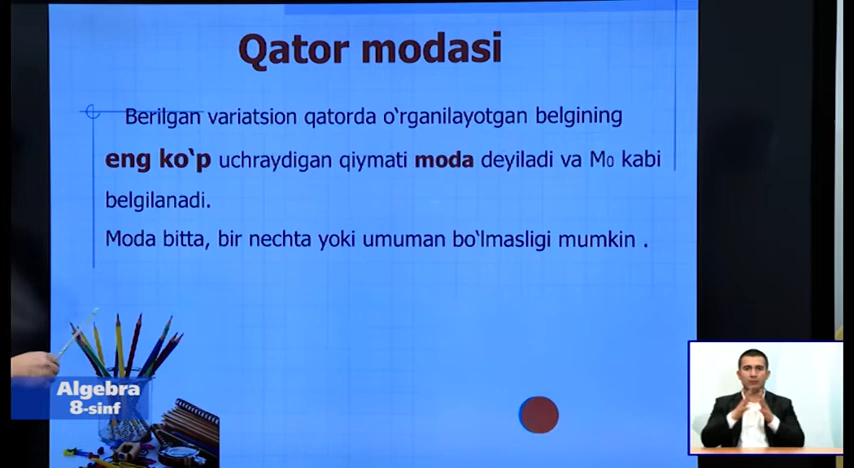 Qator modasi
Berilgan variatsion qatorda o‘rganilayotgan belgining
eng ko‘p uchraydigan qiymati moda deyiladi va M0 kabi
belgilanadi.
Moda bitta, bir nechta yoki umuman bo‘lmasligi mumkin .
Algebra
8-sinf